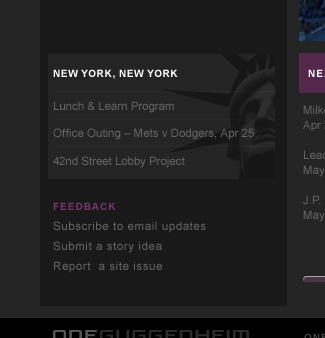 NEW YORK, NEW YORK
Lunch & Learn Program
Office Outing – Mets v Dodgers, Apr 25
42nd Street Lobby Project
FEEDBACK
Subscribe to email updates
Submit a story idea
Report a site issue
ONEGUGGENHEIM
NE
Milk
Apr
Lea
May
J.P.
May